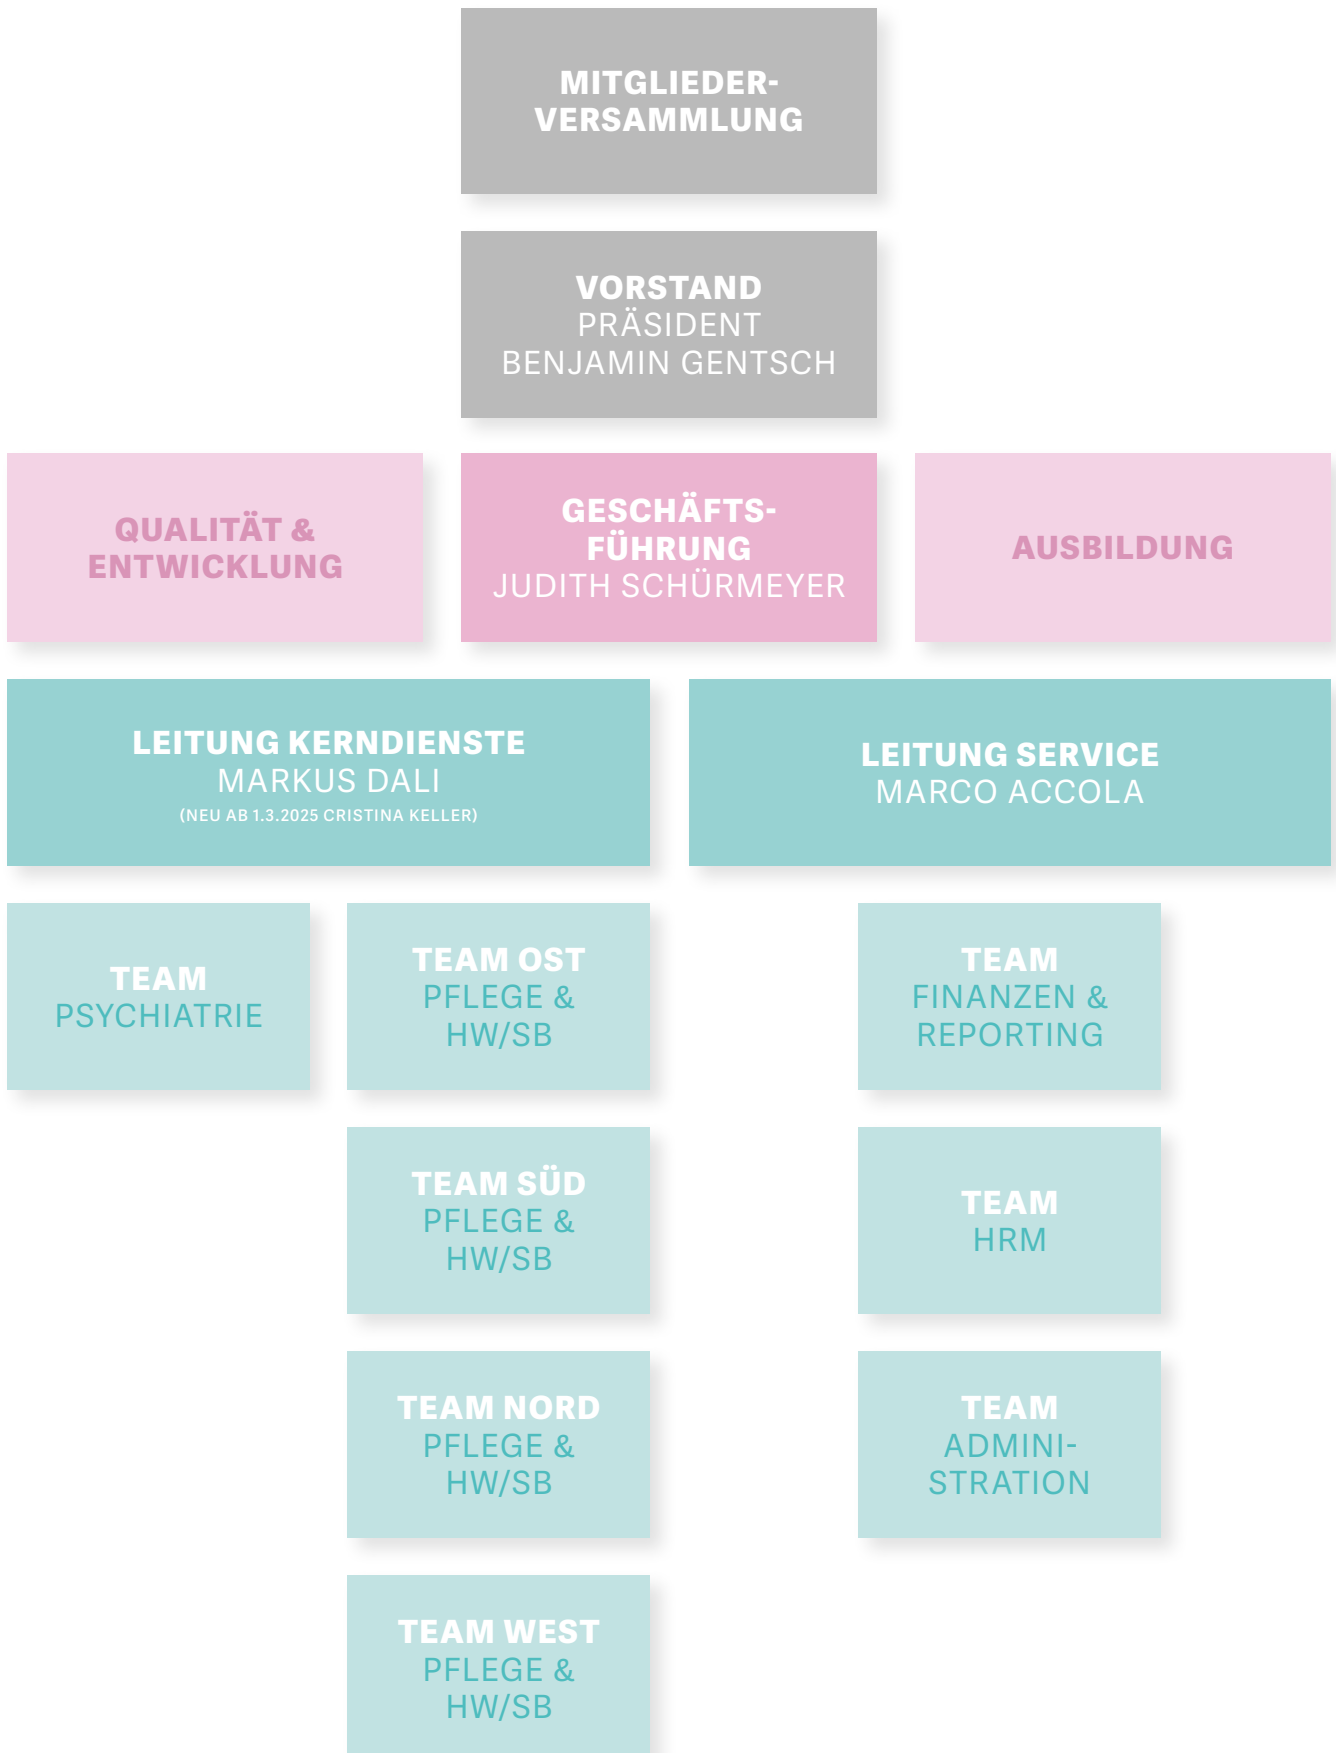 MITGLIEDER-
VERSAMMLUNG
VORSTAND
PRÄSIDENT
BENJAMIN GENTSCH
QUALITÄT &
ENTWICKLUNG
GESCHÄFTS-
FÜHRUNG
JUDITH SCHÜRMEYER
AUSBILDUNG
LEITUNG KERNDIENSTE
MARKUS DALI
(NEU AB 1.3.2025 CRISTINA KELLER)
LEITUNG SERVICE
MARCO ACCOLA
TEAM
PSYCHIATRIE
TEAM OST
PFLEGE &
HW/SB
TEAM
FINANZEN &
REPORTING
TEAM SÜD
PFLEGE &
HW/SB
TEAM
HRM
TEAM NORD
PFLEGE &
HW/SB
TEAM
ADMINI-
STRATION
TEAM WEST
PFLEGE &
HW/SB